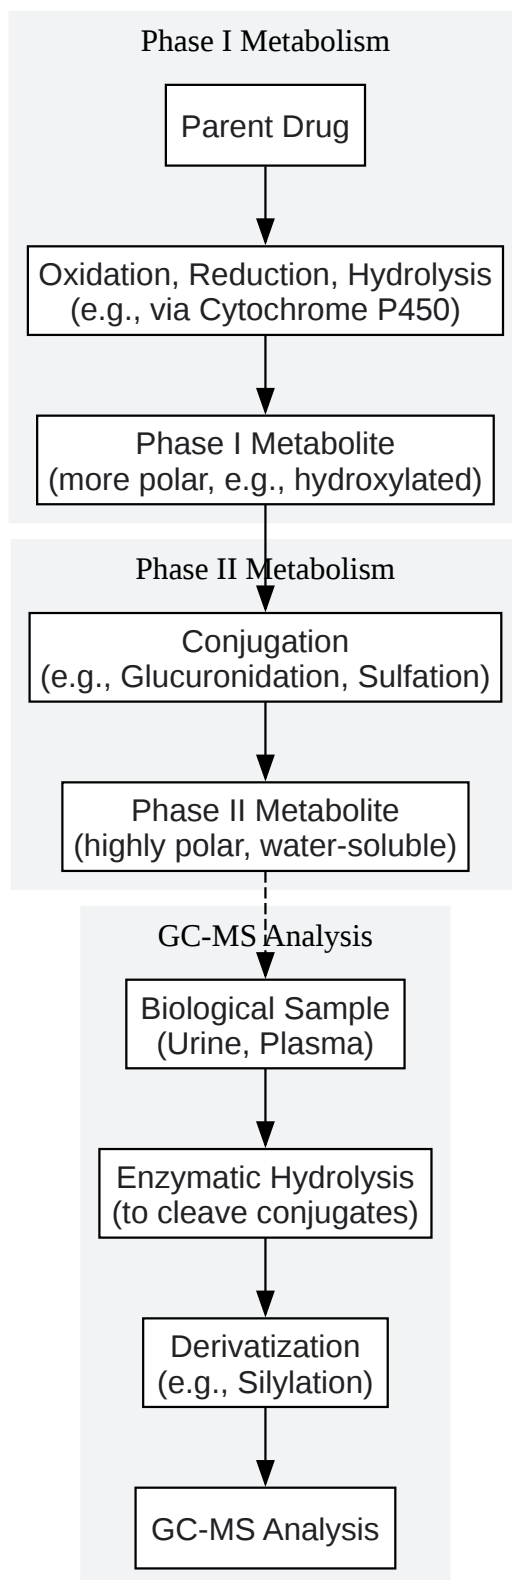 Phase I Metabolism
Parent Drug
Oxidation, Reduction, Hydrolysis
(e.g., via Cytochrome P450)
Phase I Metabolite
(more polar, e.g., hydroxylated)
Phase II Metabolism
Conjugation
(e.g., Glucuronidation, Sulfation)
Phase II Metabolite
(highly polar, water-soluble)
GC-MS Analysis
Biological Sample
(Urine, Plasma)
Enzymatic Hydrolysis
(to cleave conjugates)
Derivatization
(e.g., Silylation)
GC-MS Analysis